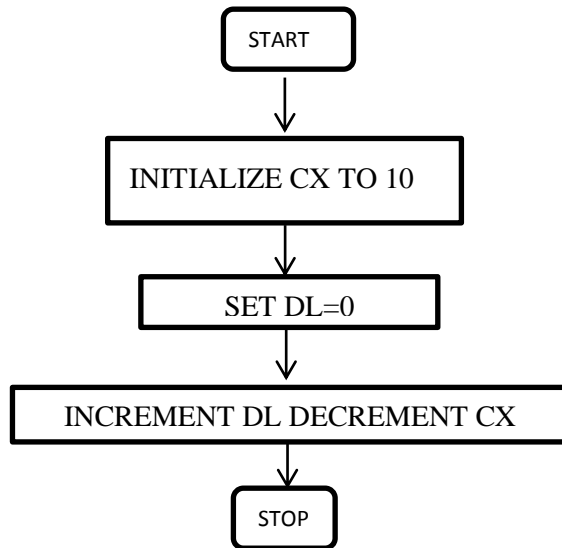 START
INITIALIZE CX TO 10
SET DL=0
INCREMENT DL DECREMENT CX
STOP